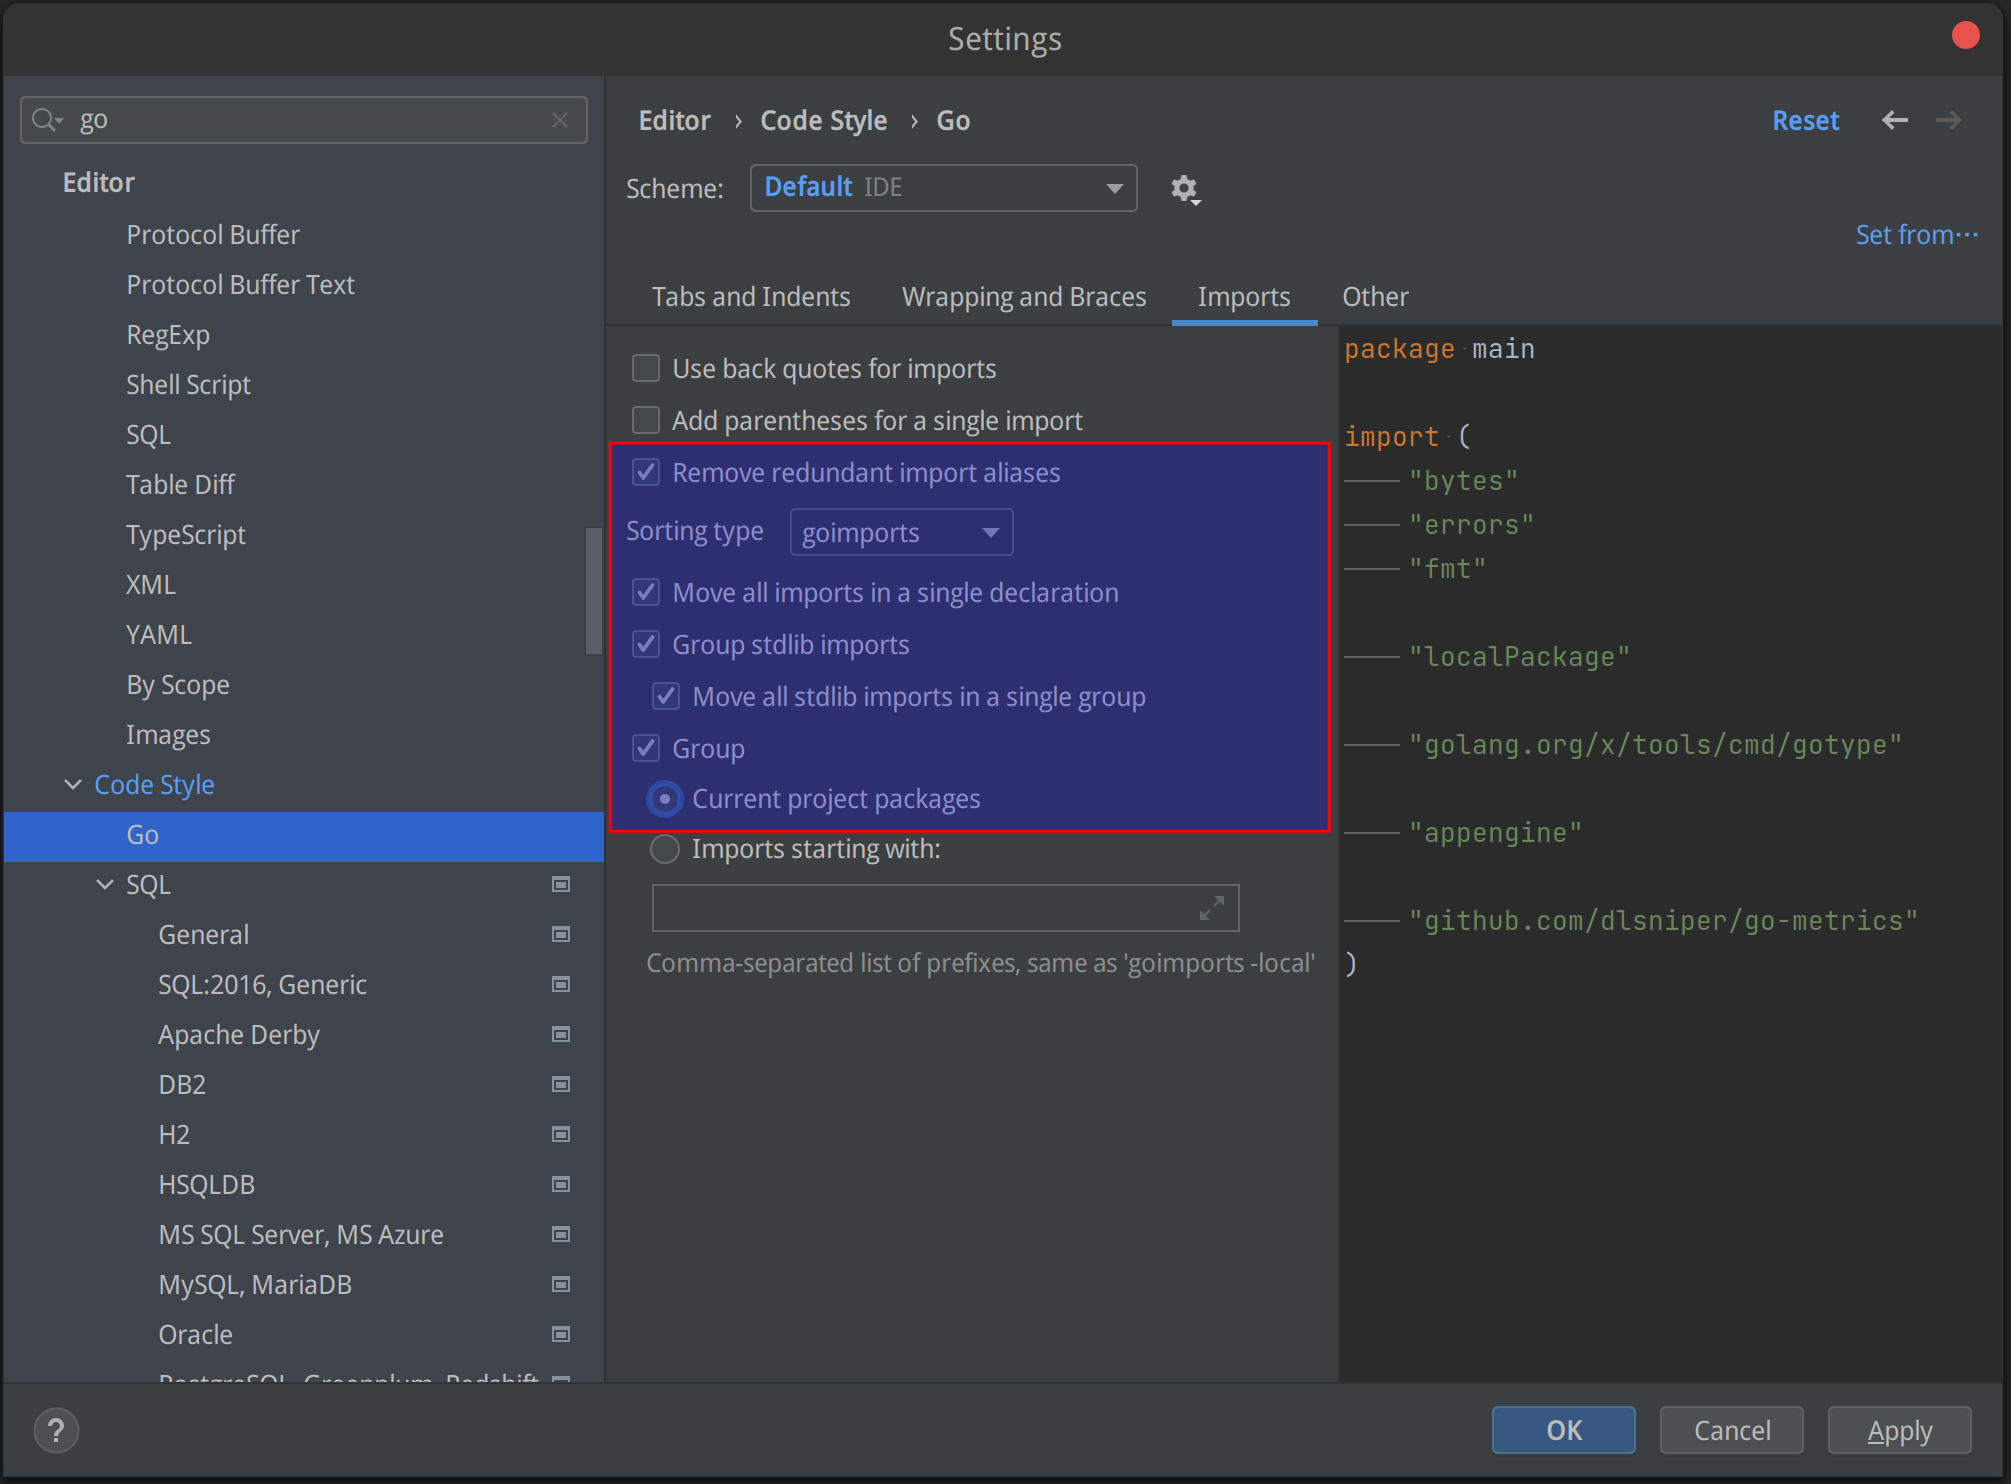 Settings
go
Editor
Protocol Buffer
Protocol Buffer Text
RegExp
Shell Script
SQL
Table Diff
TypeScript
XML
YAML
By Scope
Images
Code Style
Go
SQL
General
SQL:2016, Generic
Apache Derby
DB2
H2
HSQLDB
MS SQL Server, MS Azure
MySQL, MariaDB
Oracle
PostgreSQL, Greenplum, Redshift
Editor › Code Style › Go
Reset
Scheme: Default IDE
Set from...
Tabs and Indents Wrapping and Braces Imports Other
Use back quotes for imports
Add parentheses for a single import
Remove redundant import aliases
Sorting type goimports
Move all imports in a single declaration
Group stdlib imports
Move all stdlib imports in a single group
Group
Current project packages
Imports starting with:
Comma-separated list of prefixes, same as 'goimports -local'
package main
import (
"bytes"
"errors"
"fmt"
"localPackage"
"golang.org/x/tools/cmd/gotype"
"appengine"
"github.com/dlsniper/go-metrics"
)
?
OK Cancel Apply